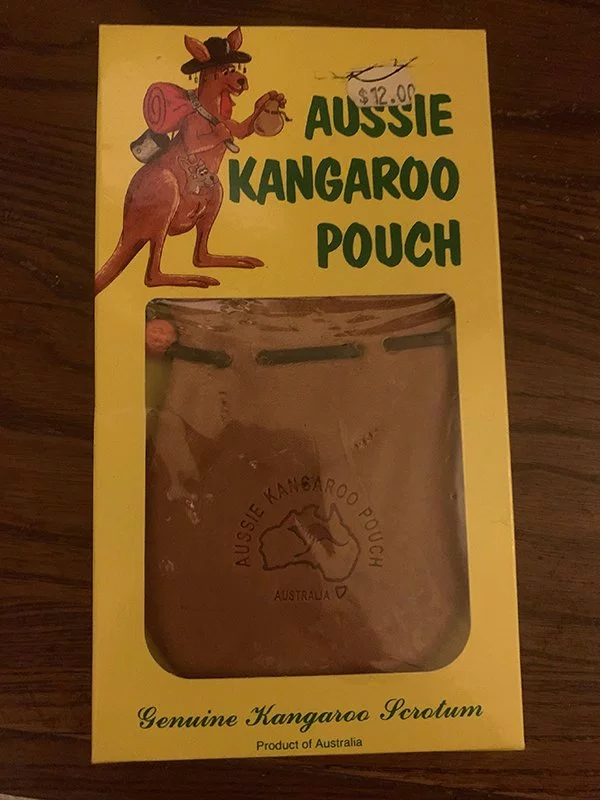 $12.00
AUSSIE
KANGAROO
POUCH
AUSSIE KANGAROO POUCH
AUSTRALIA
Genuine Kangaroo Scrotum
Product of Australia